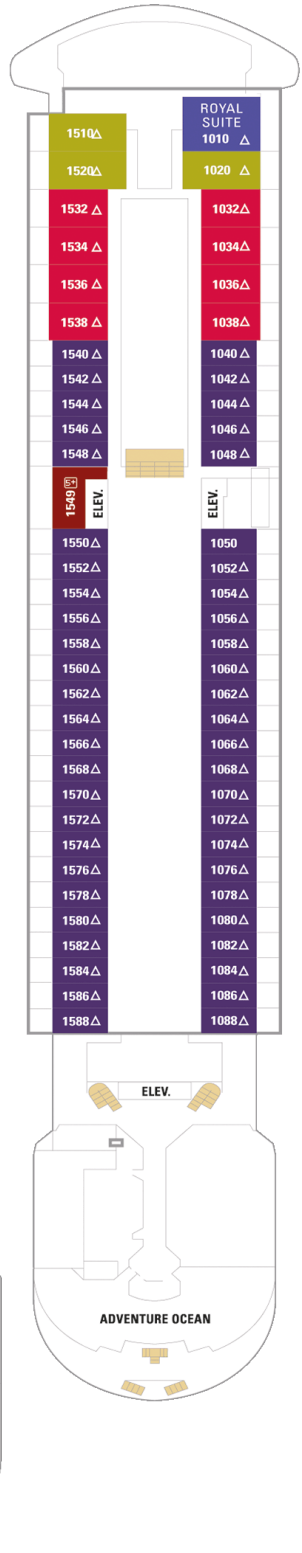 ROYAL
SUITE
1510 △ 1010 △
1520 △ 1020 △
1532 △ 1032 △
1534 △ 1034 △
1536 △ 1036 △
1538 △ 1038 △
1540 △ 1040 △
1542 △ 1042 △
1544 △ 1044 △
1546 △ 1046 △
1548 △ 1048 △
1549 5+ ELEV. ELEV.
1550 △ 1050
1552 △ 1052 △
1554 △ 1054 △
1556 △ 1056 △
1558 △ 1058 △
1560 △ 1060 △
1562 △ 1062 △
1564 △ 1064 △
1566 △ 1066 △
1568 △ 1068 △
1570 △ 1070 △
1572 △ 1072 △
1574 △ 1074 △
1576 △ 1076 △
1578 △ 1078 △
1580 △ 1080 △
1582 △ 1082 △
1584 △ 1084 △
1586 △ 1086 △
1588 △ 1088 △
ELEV.
ADVENTURE OCEAN